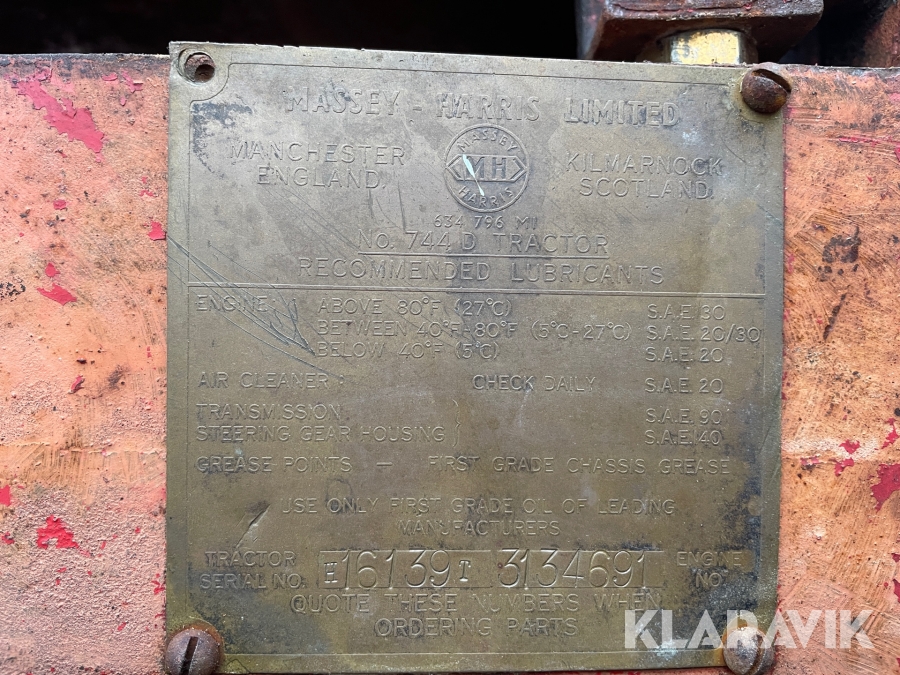 MASSEY-HARRIS LIMITED
MANCHESTER ENGLAND.
MASSEY MH HARRIS
KILMARNOCK SCOTLAND.
634 796 M1
No. 744 D TRACTOR
RECOMMENDED LUBRICANTS
ENGINE: ABOVE 80°F (27°C) S.A.E. 30
BETWEEN 40°F-80°F (5°C-27°C) S.A.E. 20/30
BELOW 40°F (5°C) S.A.E. 20
AIR CLEANER: CHECK DAILY S.A.E. 20
TRANSMISSION S.A.E. 90
STEERING GEAR HOUSING S.A.E. 140
GREASE POINTS — FIRST GRADE CHASSIS GREASE
USE ONLY FIRST GRADE OIL OF LEADING
MANUFACTURERS
TRACTOR SERIAL NO. H16139T 3134691 ENGINE NO
QUOTE THESE NUMBERS WHEN
ORDERING PARTS
KLARAVIK